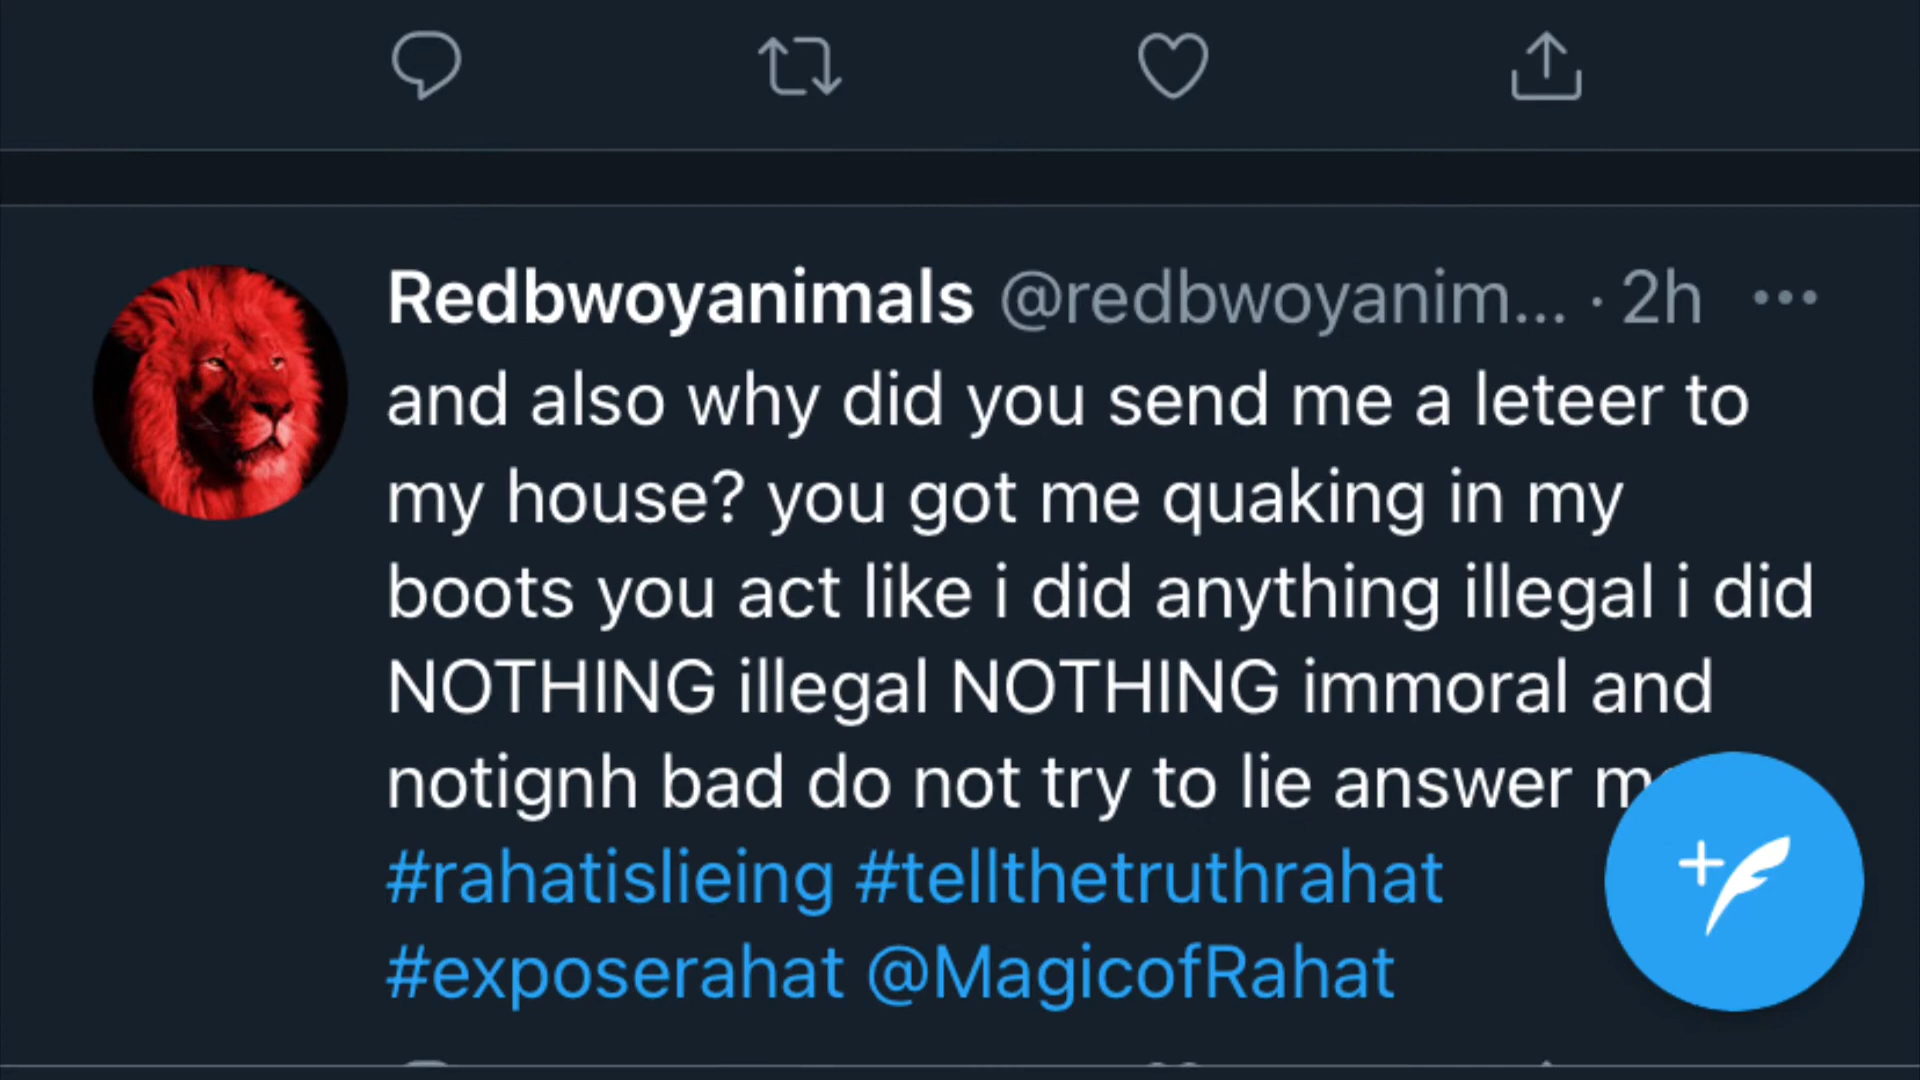 Redbwoyanimals @redbwoyanim... · 2h
and also why did you send me a leteer to
my house? you got me quaking in my
boots you act like i did anything illegal i did
NOTHING illegal NOTHING immoral and
notignh bad do not try to lie answer
#rahatislieing #tellthetruthrahat
#exposerahat @MagicofRahat